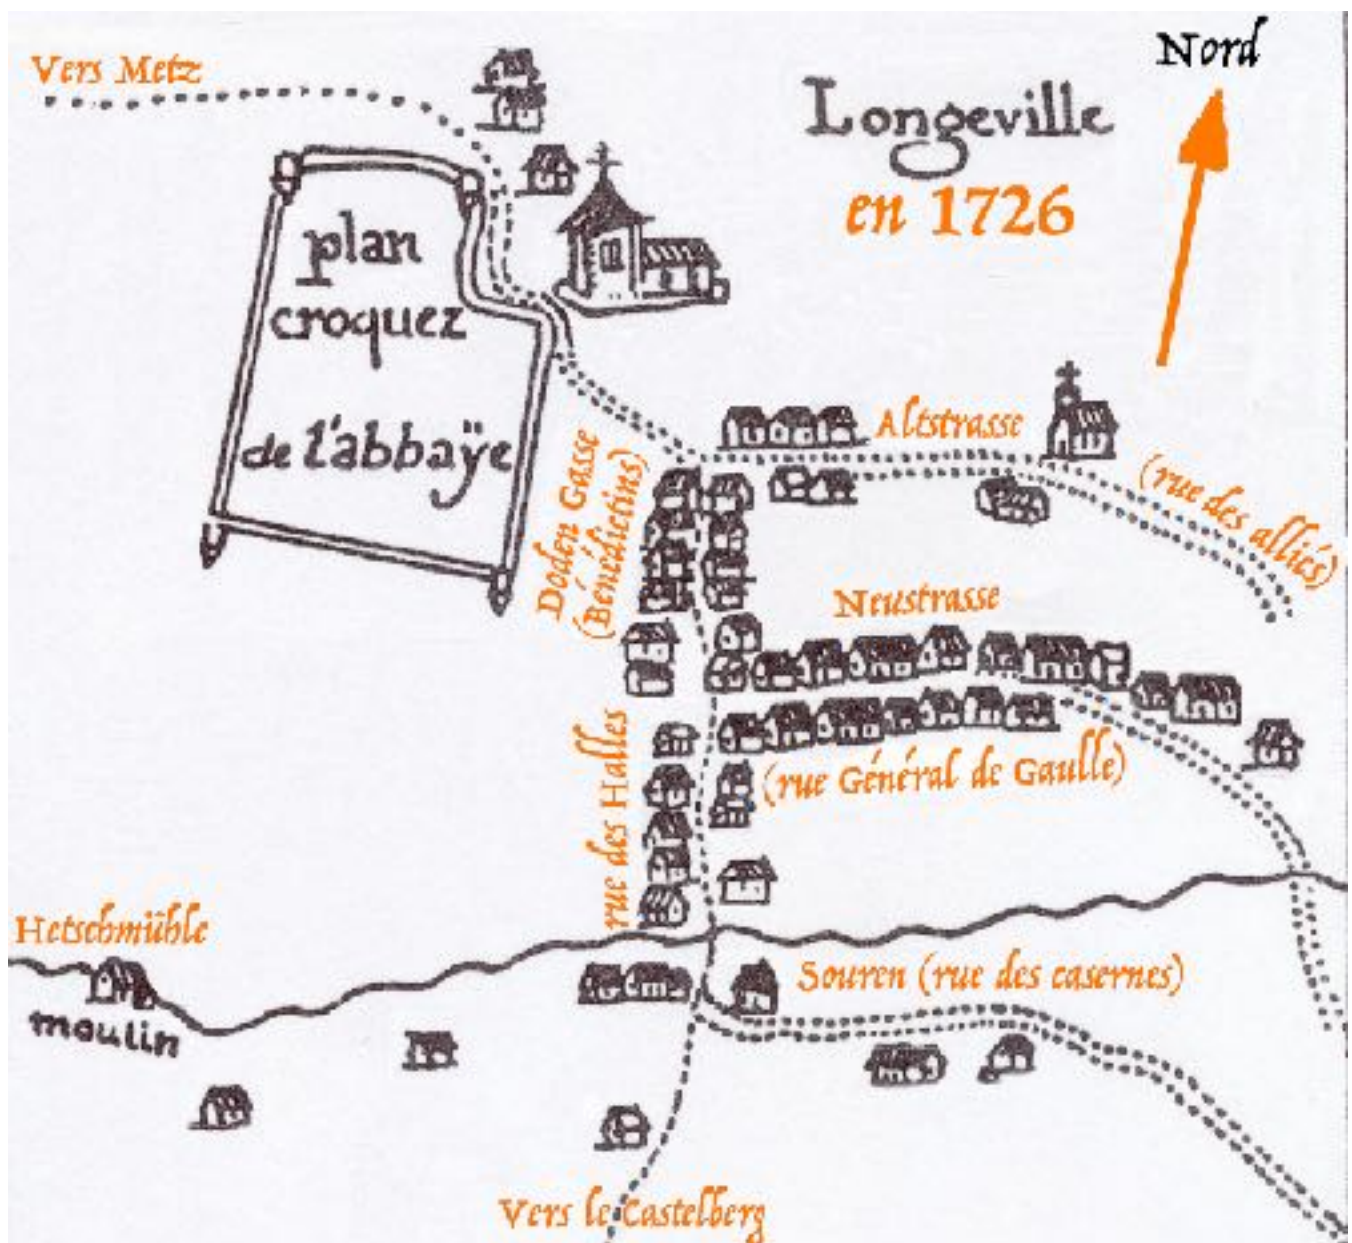 Vers Metz
Nord
Longeville
en 1726
plan
croquez
de l'abbaÿe
Altstrasse
(rue des alliés)
Doden Gasse
(Bénédictins)
Neustrasse
rue des Halles
(rue Général de Gaulle)
Hetschmühle
moulin
Souren (rue des casernes)
Vers le Castelberg